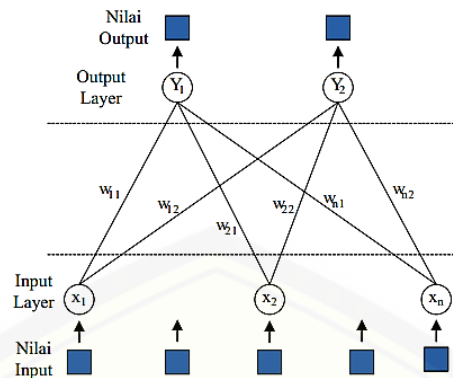 Nilai
Output
Output
Layer
Y1 Y2
w11 w12 w21 w22 wn1 wn2
Input
Layer
x1 x2 xn
Nilai
Input